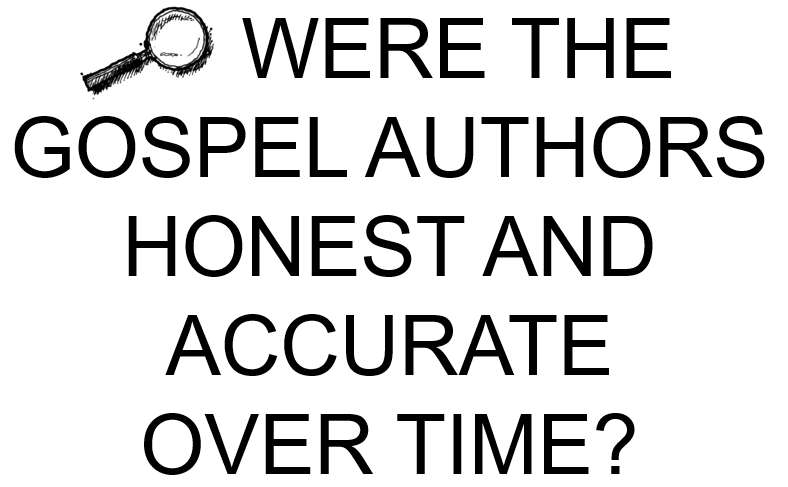 WERE THE
GOSPEL AUTHORS
HONEST AND
ACCURATE
OVER TIME?